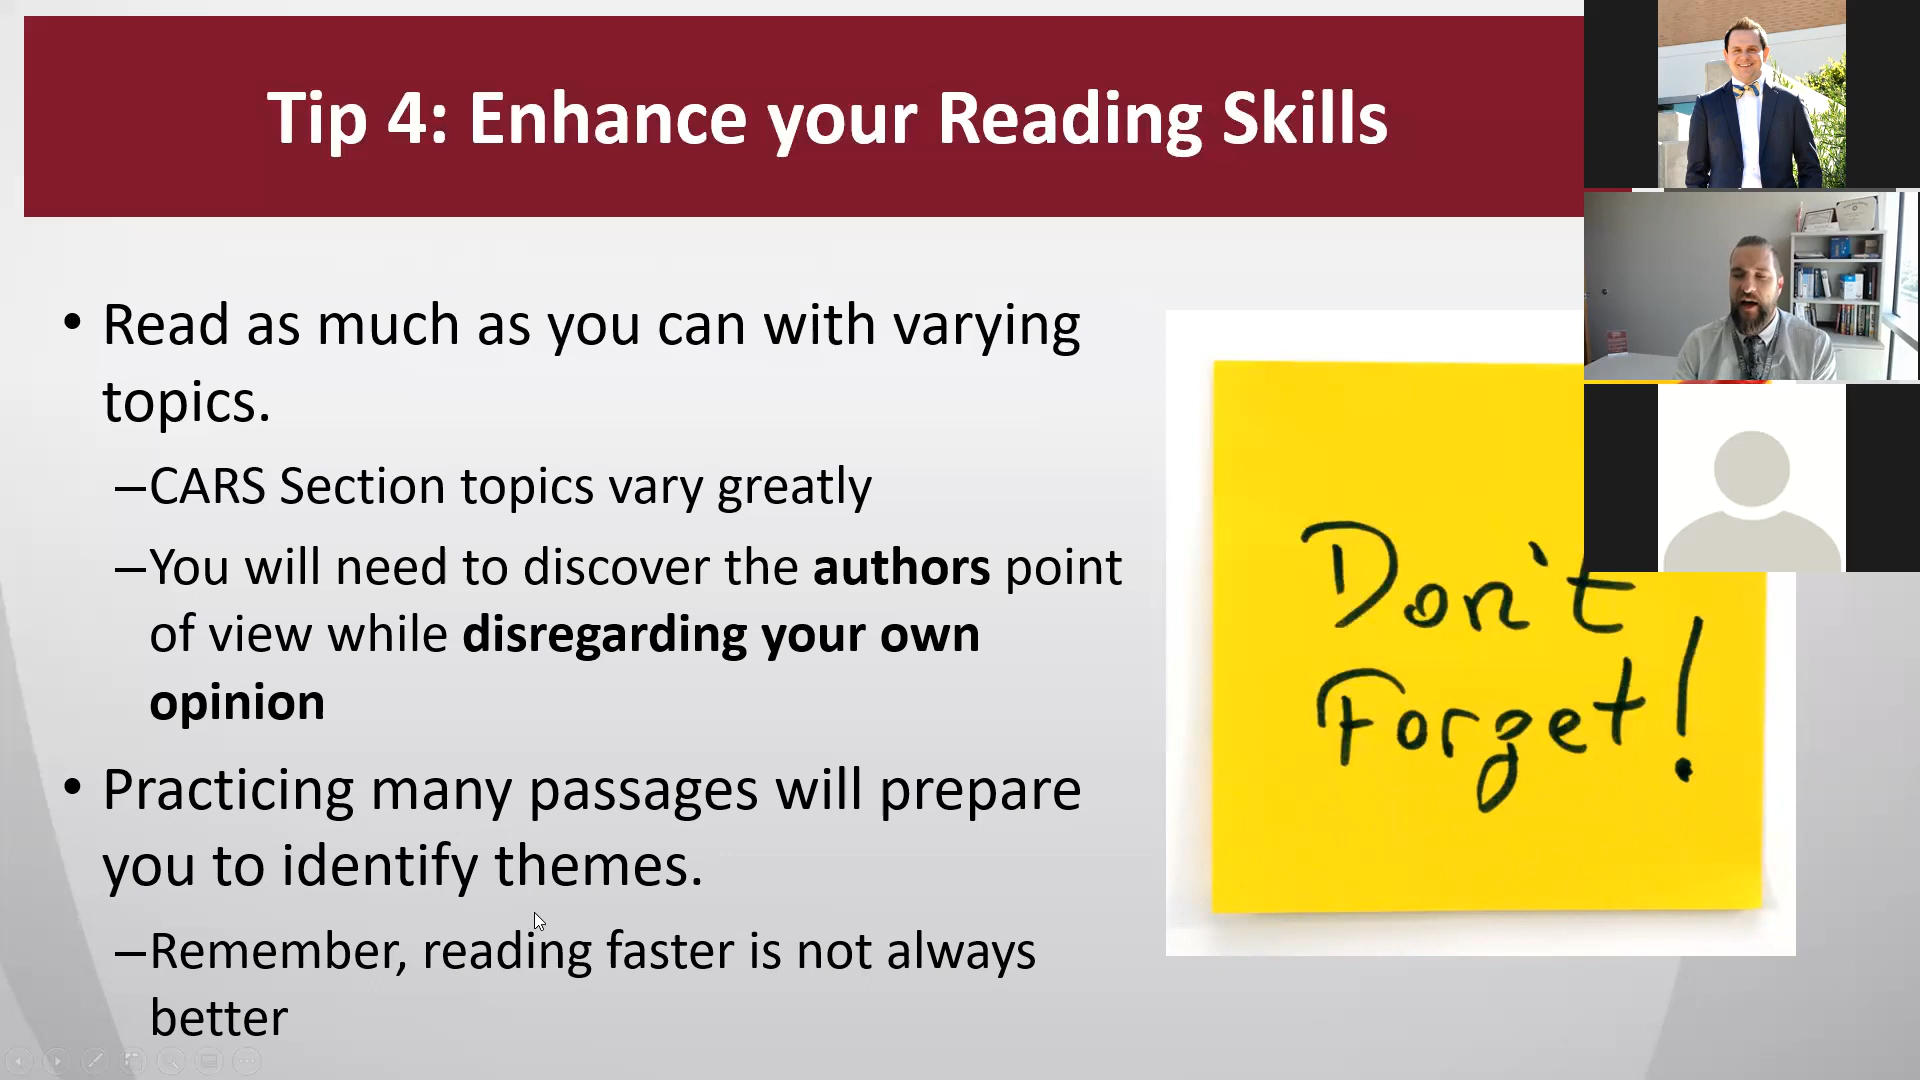 Tip 4: Enhance your Reading Skills
• Read as much as you can with varying
topics.
–CARS Section topics vary greatly
–You will need to discover the authors point
of view while disregarding your own
opinion
• Practicing many passages will prepare
you to identify themes.
–Remember, reading faster is not always
better
Don't
Forget!